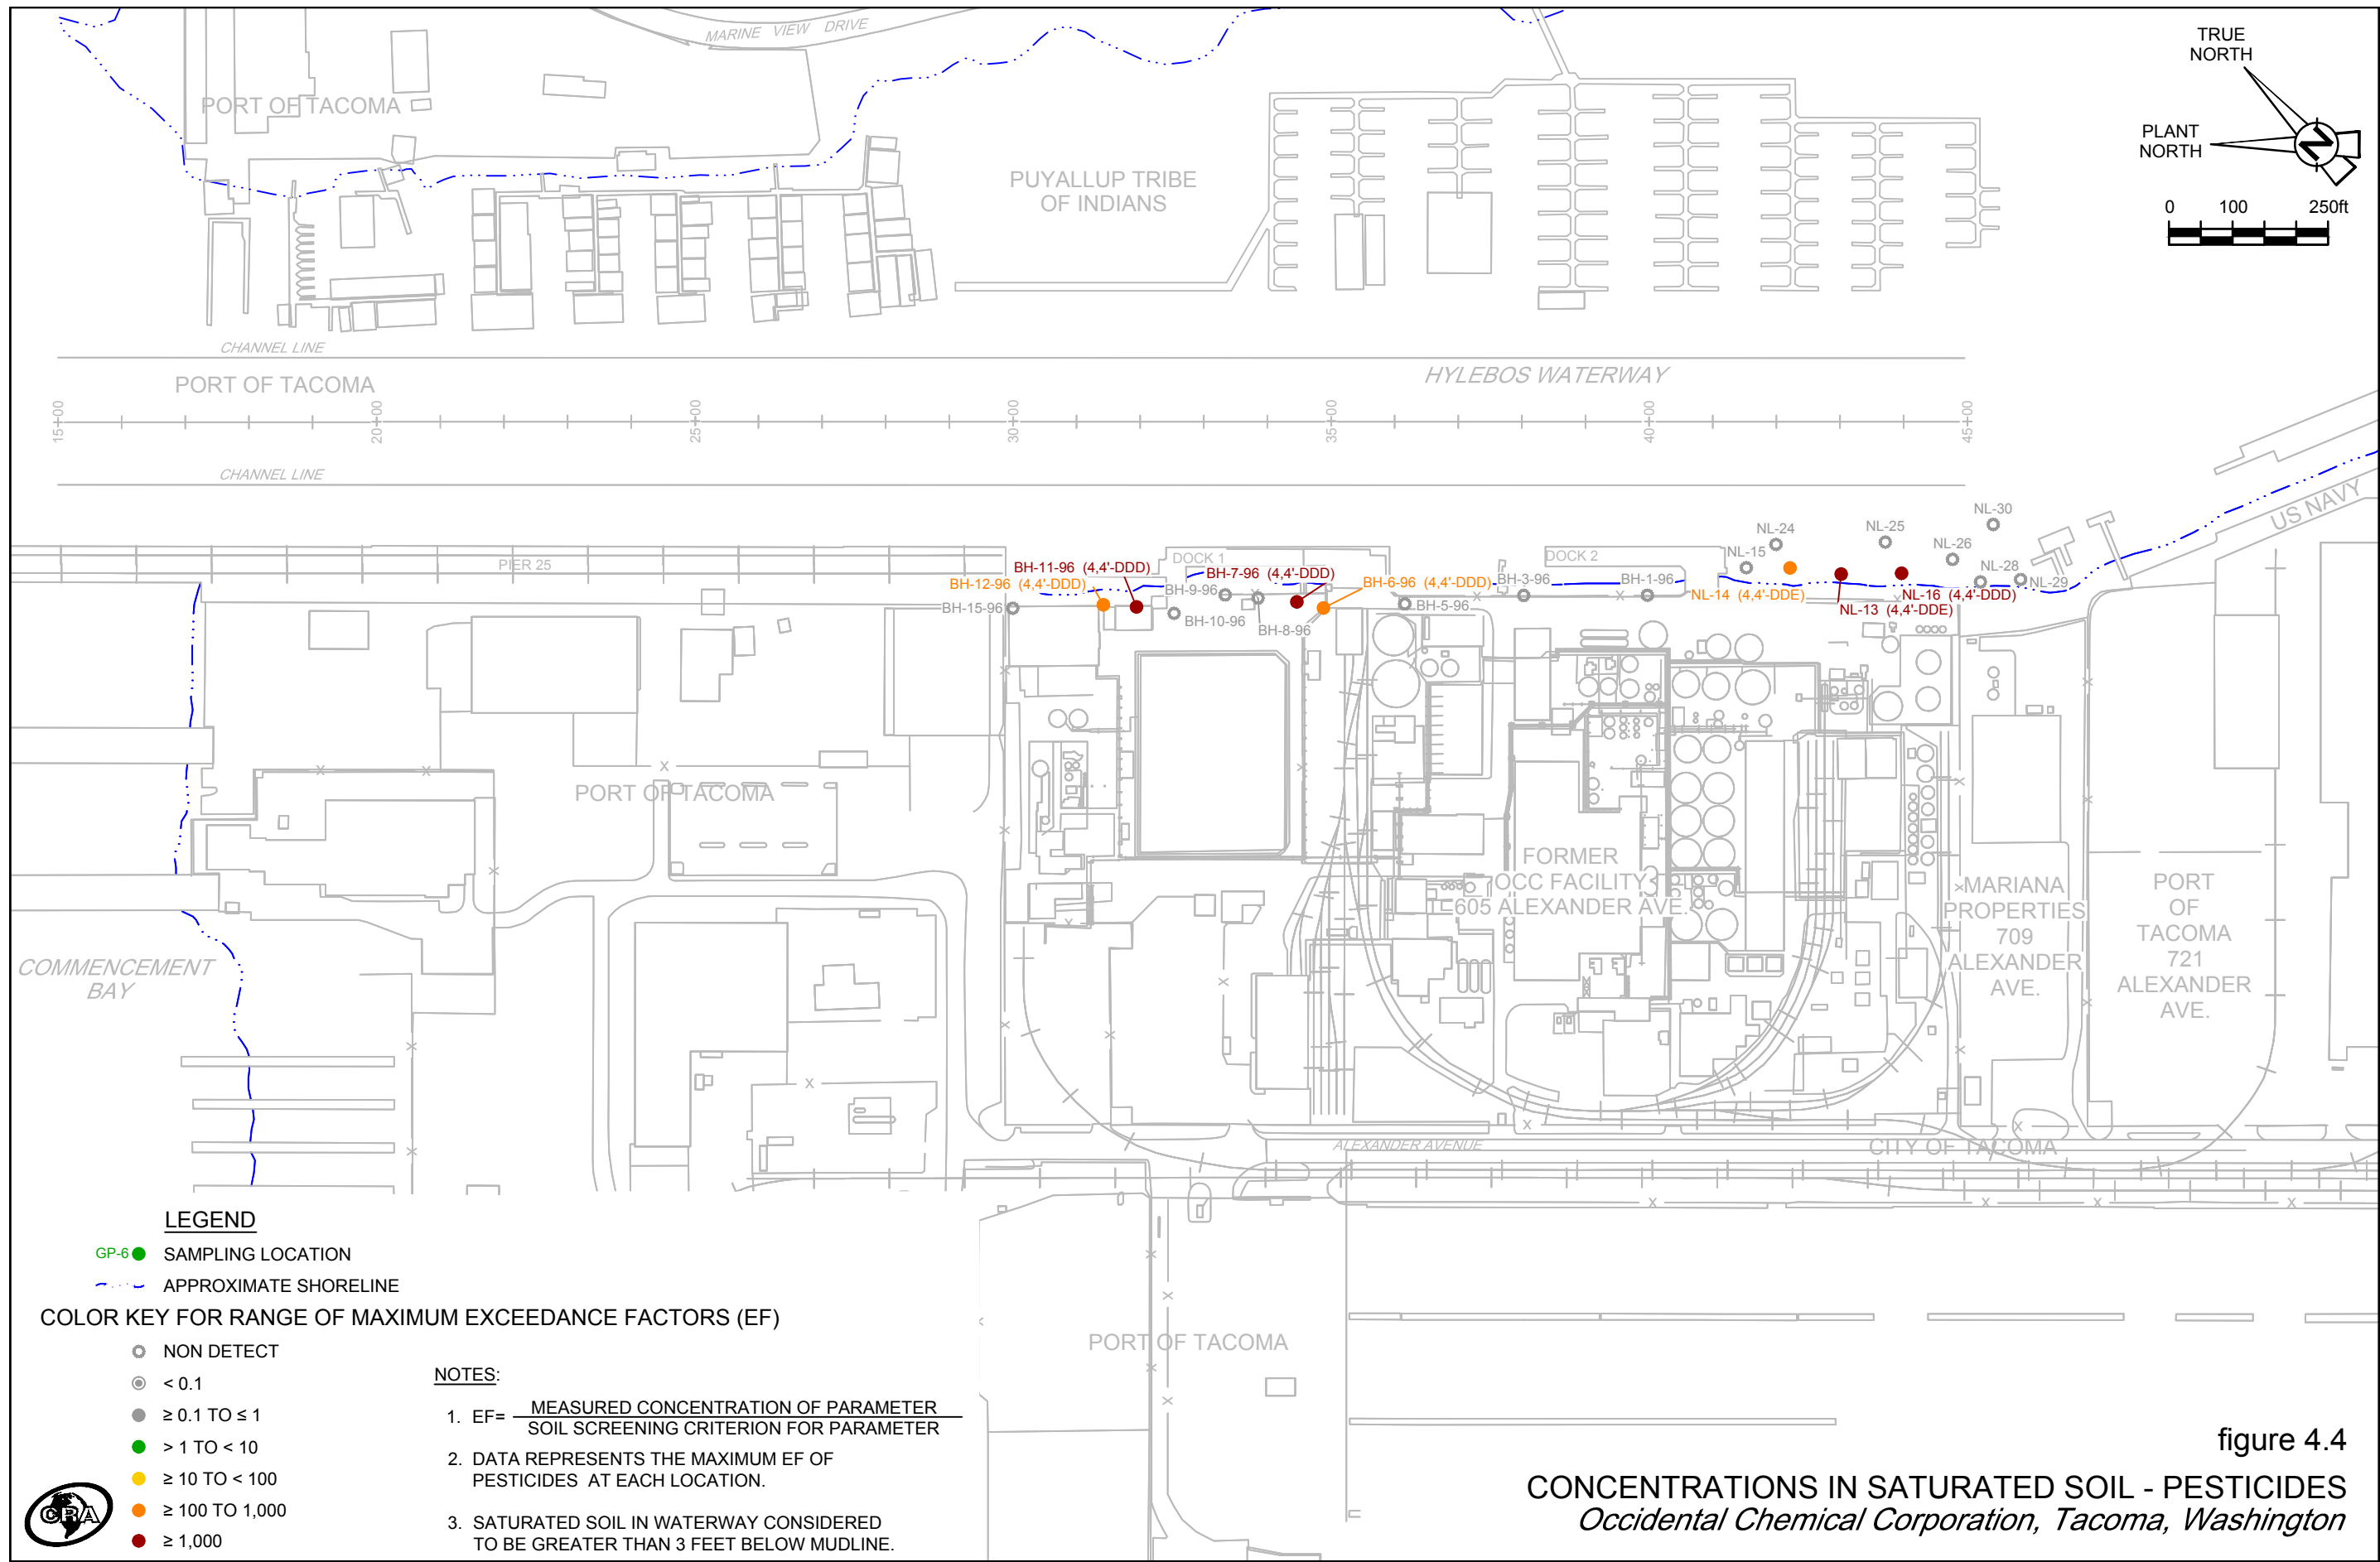 MARINE VIEW DRIVE
TRUE
NORTH
PORT OF TACOMA
PLANT
NORTH
N
PUYALLUP TRIBE
OF INDIANS
0 100 250ft
CHANNEL LINE
PORT OF TACOMA
HYLEBOS WATERWAY
15+00 20+00 25+00 30+00 35+00 40+00 45+00
CHANNEL LINE
US NAVY
NL-30
NL-24
NL-25
NL-26
NL-15
NL-28
NL-29
PIER 25
DOCK 1
DOCK 2
BH-11-96 (4,4'-DDD)
BH-7-96 (4,4'-DDD)
BH-12-96 (4,4'-DDD)
BH-9-96
BH-6-96 (4,4'-DDD)
BH-3-96
BH-1-96
NL-14 (4,4'-DDE)
NL-16 (4,4'-DDD)
NL-13 (4,4'-DDE)
BH-15-96
BH-10-96
BH-8-96
BH-5-96
PORT OF TACOMA
FORMER
OCC FACILITY
605 ALEXANDER AVE.
MARIANA
PROPERTIES
709
ALEXANDER
AVE.
PORT
OF
TACOMA
721
ALEXANDER
AVE.
COMMENCEMENT
BAY
ALEXANDER AVENUE
CITY OF TACOMA
PORT OF TACOMA
LEGEND
GP-6 SAMPLING LOCATION
APPROXIMATE SHORELINE
COLOR KEY FOR RANGE OF MAXIMUM EXCEEDANCE FACTORS (EF)
NON DETECT
< 0.1
≥ 0.1 TO ≤ 1
> 1 TO < 10
≥ 10 TO < 100
≥ 100 TO 1,000
≥ 1,000
CRA
NOTES:
1. EF= MEASURED CONCENTRATION OF PARAMETER
SOIL SCREENING CRITERION FOR PARAMETER
2. DATA REPRESENTS THE MAXIMUM EF OF
PESTICIDES AT EACH LOCATION.
3. SATURATED SOIL IN WATERWAY CONSIDERED
TO BE GREATER THAN 3 FEET BELOW MUDLINE.
figure 4.4
CONCENTRATIONS IN SATURATED SOIL - PESTICIDES
Occidental Chemical Corporation, Tacoma, Washington